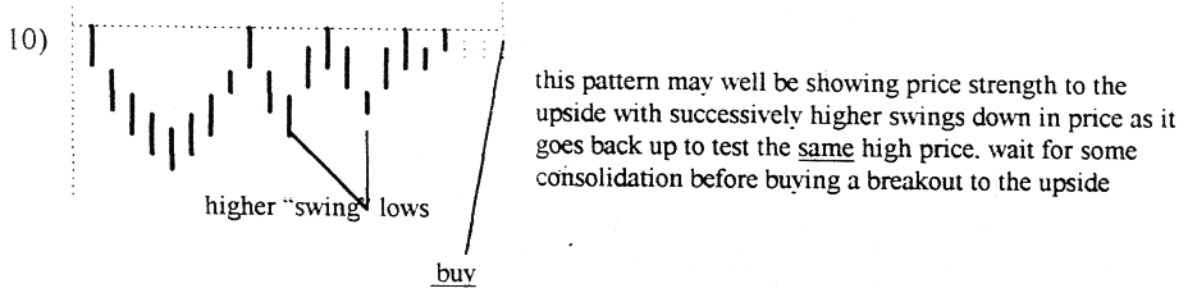 10)
this pattern may well be showing price strength to the
upside with successively higher swings down in price as it
goes back up to test the same high price. wait for some
consolidation before buying a breakout to the upside
higher “swing” lows
buy